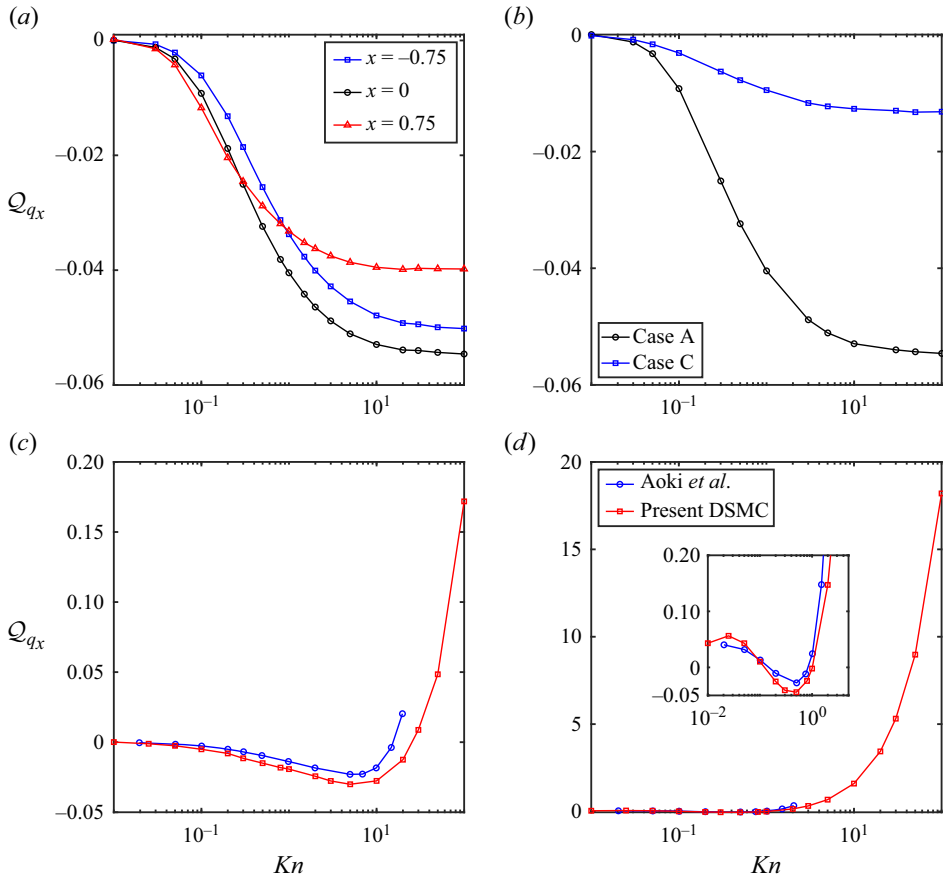 (a)
0
−0.02
−0.04
−0.06
10⁻¹
10¹
𝒬qₓ
x = −0.75
x = 0
x = 0.75
(b)
0
−0.02
−0.04
−0.06
10⁻¹
10¹
Case A
Case C
(c)
0.20
0.15
0.10
0.05
0
−0.05
10⁻¹
10¹
𝒬qₓ
Kn
(d)
20
15
10
5
0
10⁻¹
10¹
Kn
Aoki et al.
Present DSMC
0.20
0.10
0
−0.05
10⁻²
10⁰